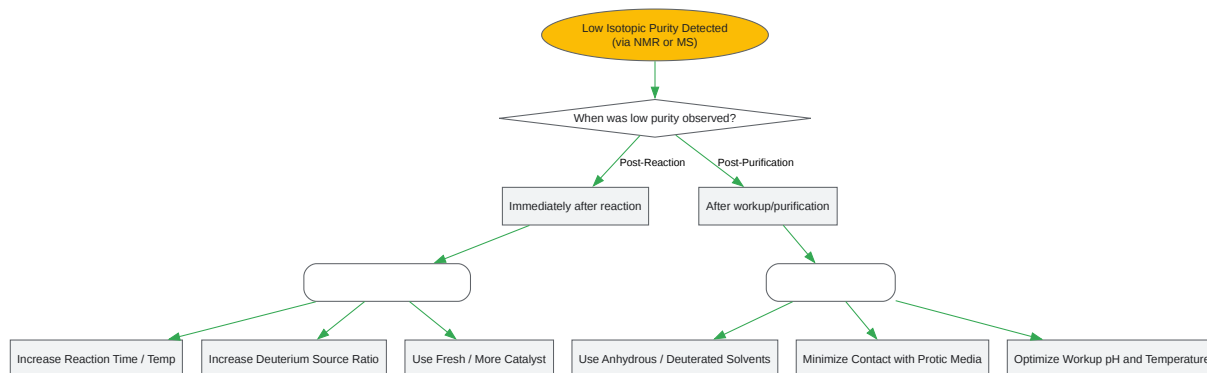 Low Isotopic Purity Detected
(via NMR or MS)
When was low purity observed?
Post-Reaction
Post-Purification
Immediately after reaction
After workup/purification
Increase Reaction Time / Temp
Increase Deuterium Source Ratio
Use Fresh / More Catalyst
Use Anhydrous / Deuterated Solvents
Minimize Contact with Protic Media
Optimize Workup pH and Temperature